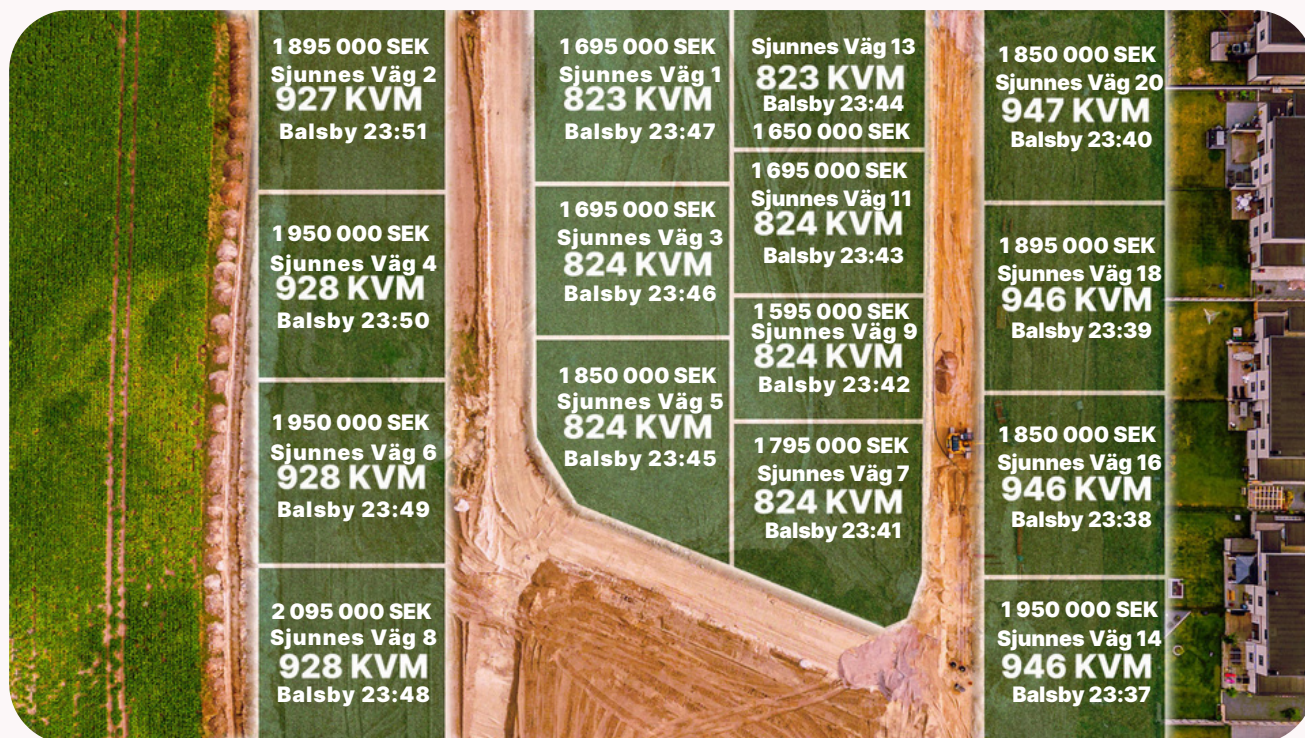 1 895 000 SEK
Sjunnes Väg 2
927 KVM
Balsby 23:51
1 950 000 SEK
Sjunnes Väg 4
928 KVM
Balsby 23:50
1 950 000 SEK
Sjunnes Väg 6
928 KVM
Balsby 23:49
2 095 000 SEK
Sjunnes Väg 8
928 KVM
Balsby 23:48
1 695 000 SEK
Sjunnes Väg 1
823 KVM
Balsby 23:47
1 695 000 SEK
Sjunnes Väg 3
824 KVM
Balsby 23:46
1 850 000 SEK
Sjunnes Väg 5
824 KVM
Balsby 23:45
Sjunnes Väg 13
823 KVM
Balsby 23:44
1 650 000 SEK
1 695 000 SEK
Sjunnes Väg 11
824 KVM
Balsby 23:43
1 595 000 SEK
Sjunnes Väg 9
824 KVM
Balsby 23:42
1 795 000 SEK
Sjunnes Väg 7
824 KVM
Balsby 23:41
1 850 000 SEK
Sjunnes Väg 20
947 KVM
Balsby 23:40
1 895 000 SEK
Sjunnes Väg 18
946 KVM
Balsby 23:39
1 850 000 SEK
Sjunnes Väg 16
946 KVM
Balsby 23:38
1 950 000 SEK
Sjunnes Väg 14
946 KVM
Balsby 23:37